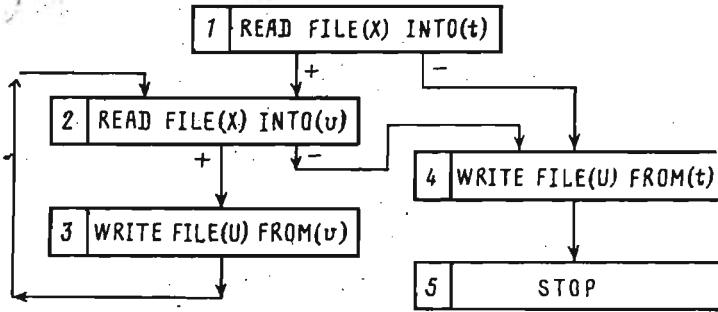 1 READ FILE(X) INTO(t)
+ −
2 READ FILE(X) INTO(v)
+ −
4 WRITE FILE(U) FROM(t)
3 WRITE FILE(U) FROM(v)
5 STOP